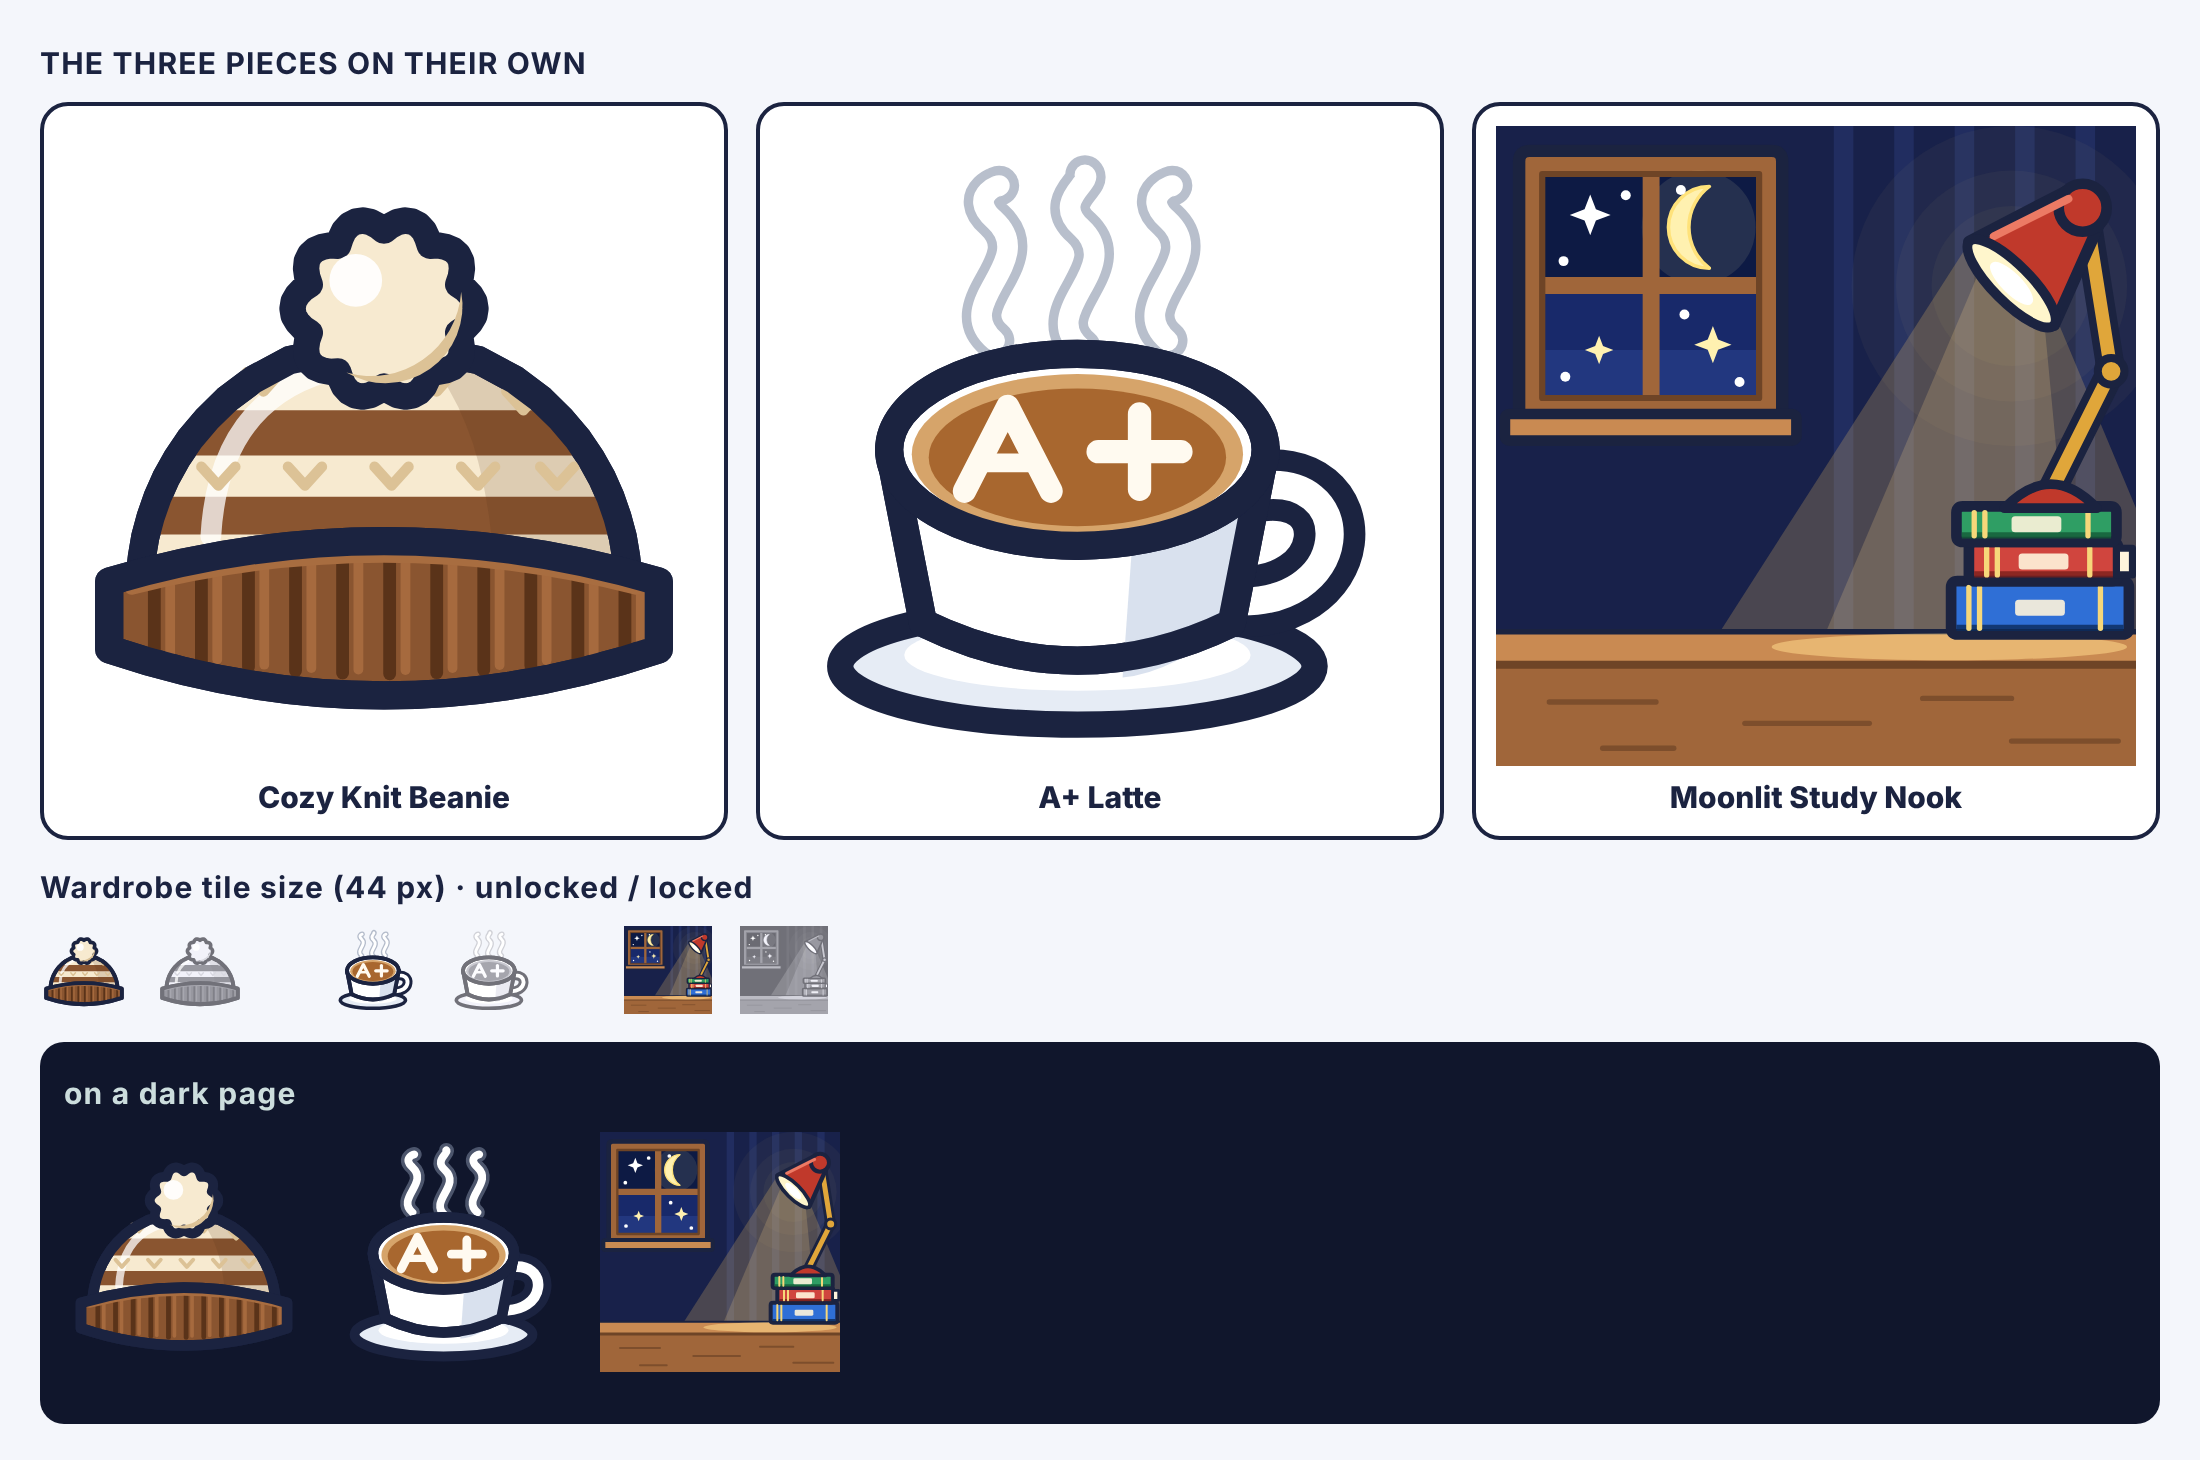 THE THREE PIECES ON THEIR OWN
A+
Cozy Knit Beanie
A+ Latte
Moonlit Study Nook
Wardrobe tile size (44 px) · unlocked / locked
A+
A+
on a dark page
A+